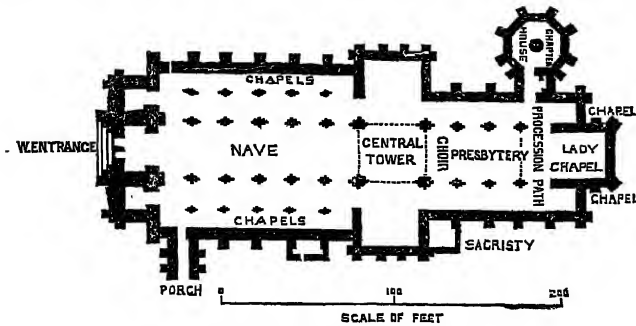 CHAPTER
HOUSE
CHAPELS
CHAPEL
W.ENTRANCE
NAVE
CENTRAL
TOWER
CHOIR
PRESBYTERY
PROCESSION PATH
LADY
CHAPEL
CHAPEL
CHAPELS
SACRISTY
PORCH
0 100 200
SCALE OF FEET